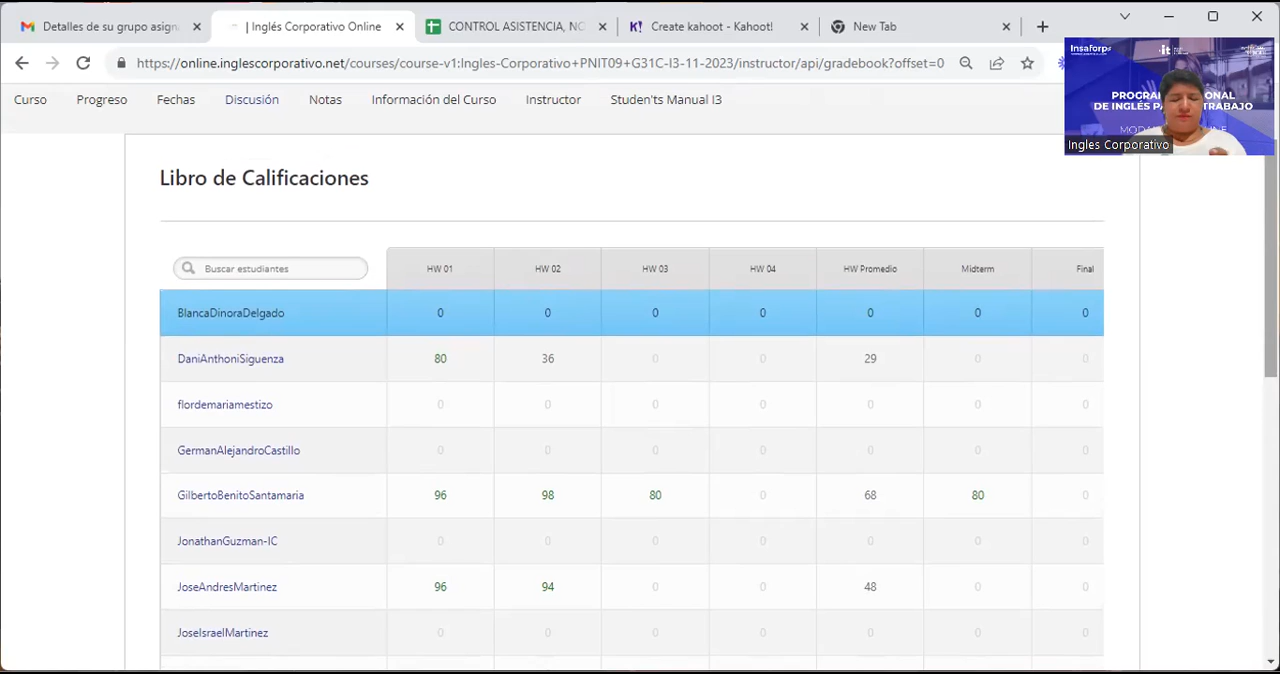 Detalles de su grupo asign
| Inglés Corporativo Online
CONTROL ASISTENCIA, NO
K! Create kahoot - Kahoot!
New Tab
https://online.inglescorporativo.net/courses/course-v1:Ingles-Corpora
+PNIT09+G31C-I3-11-2023/instructor/api/gradebook?offset=0
Curso Progreso Fechas Discusión Notas Información del Curso Instructor Studen'ts Manual I3
Insaforp
DE INGLÉS PA
TRABAJO
Ingles Corporativo
Libro de Calificaciones
Buscar estudiantes HW 01 HW 02 HW 03 HW 04 HW Promedio Midterm Final
BlancaDinoraDelgado 0 0 0 0 0 0 0
DaniAnthoniSiguenza 80 36 0 0 29 0 0
flordemariamestizo 0 0 0 0 0 0 0
GermanAlejandroCastillo 0 0 0 0 0 0 0
GilbertoBenitoSantamaria 96 98 80 0 68 80 0
JonathanGuzman-IC 0 0 0 0 0 0 0
JoseAndresMartinez 96 94 0 0 48 0 0
JoseIsraelMartinez 0 0 0 0 0 0 0